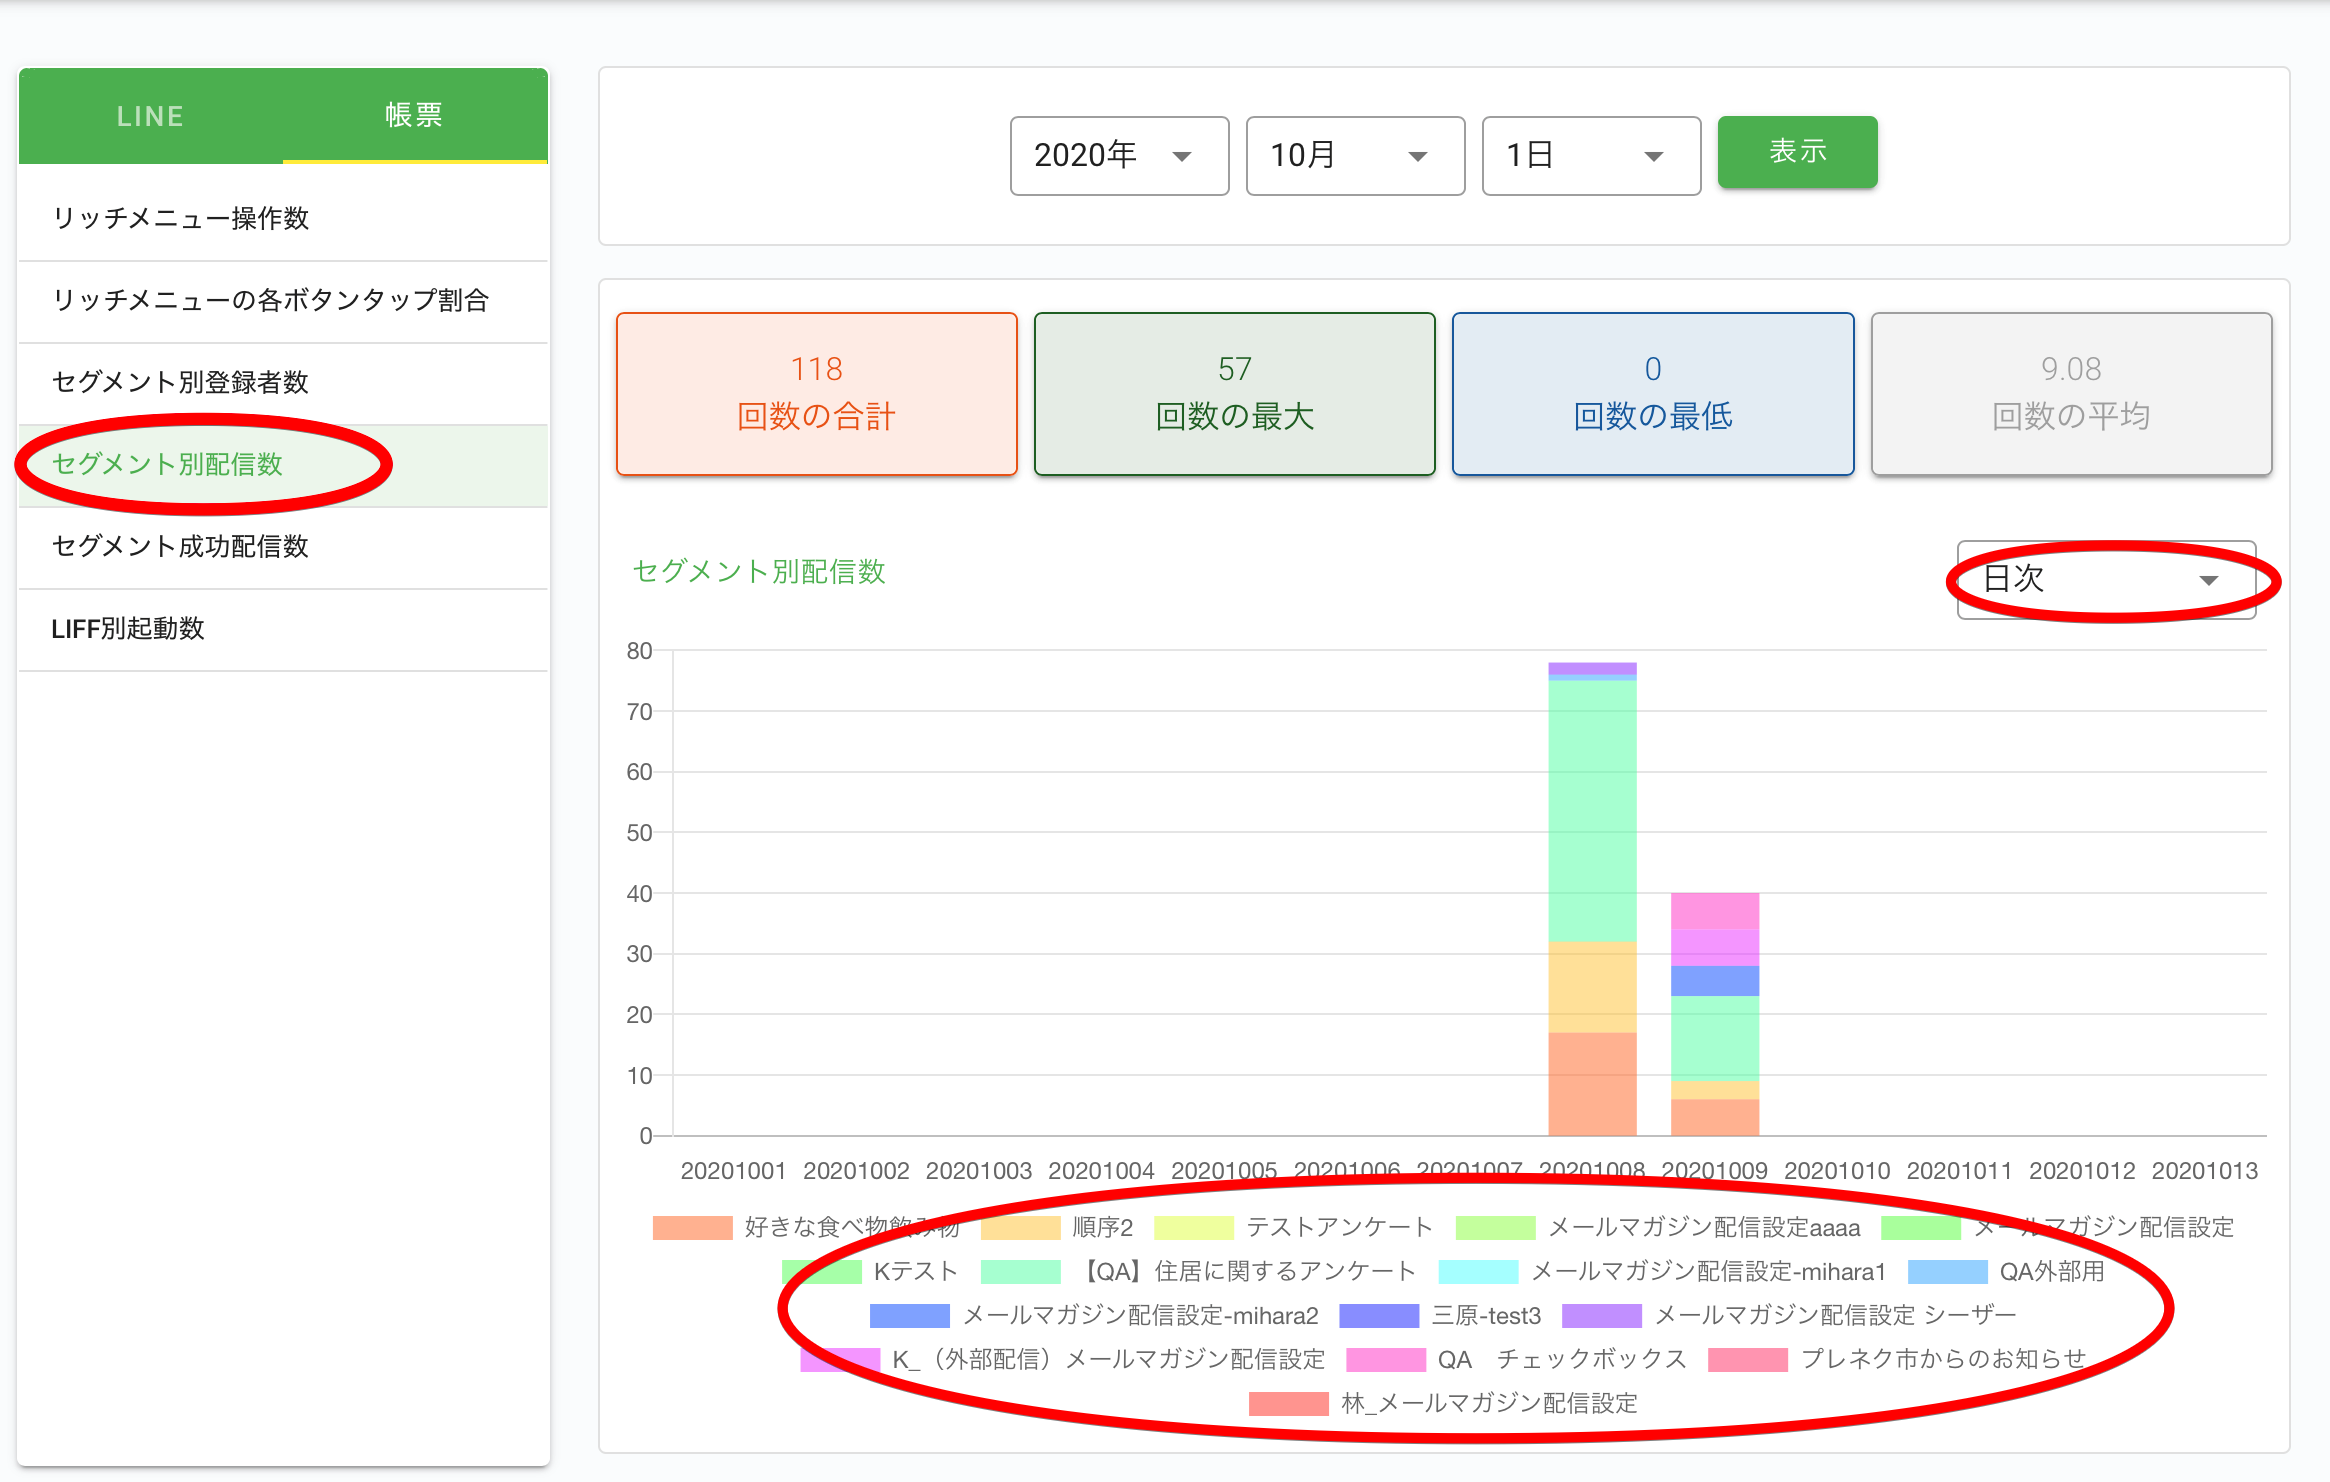 LINE 帳票
リッチメニュー操作数
リッチメニューの各ボタンタップ割合
セグメント別登録者数
セグメント別配信数
セグメント成功配信数
LIFF別起動数
2020年 10月 1日 表示
118 57 0 9.08
回数の合計 回数の最大 回数の最低 回数の平均
セグメント別配信数 日次
80
70
60
50
40
30
20
10
0
20201001 20201002 20201003 20201004 20201005 20201006 20201007 20201008 20201009 20201010 20201011 20201012 20201013
好きな食べ物飲み物 順序2 テストアンケート メールマガジン配信設定aaaa メールマガジン配信設定
Kテスト 【QA】住居に関するアンケート メールマガジン配信設定-mihara1 QA外部用
メールマガジン配信設定-mihara2 三原-test3 メールマガジン配信設定 シーザー
K_（外部配信）メールマガジン配信設定 QA　チェックボックス プレネク市からのお知らせ
林_メールマガジン配信設定